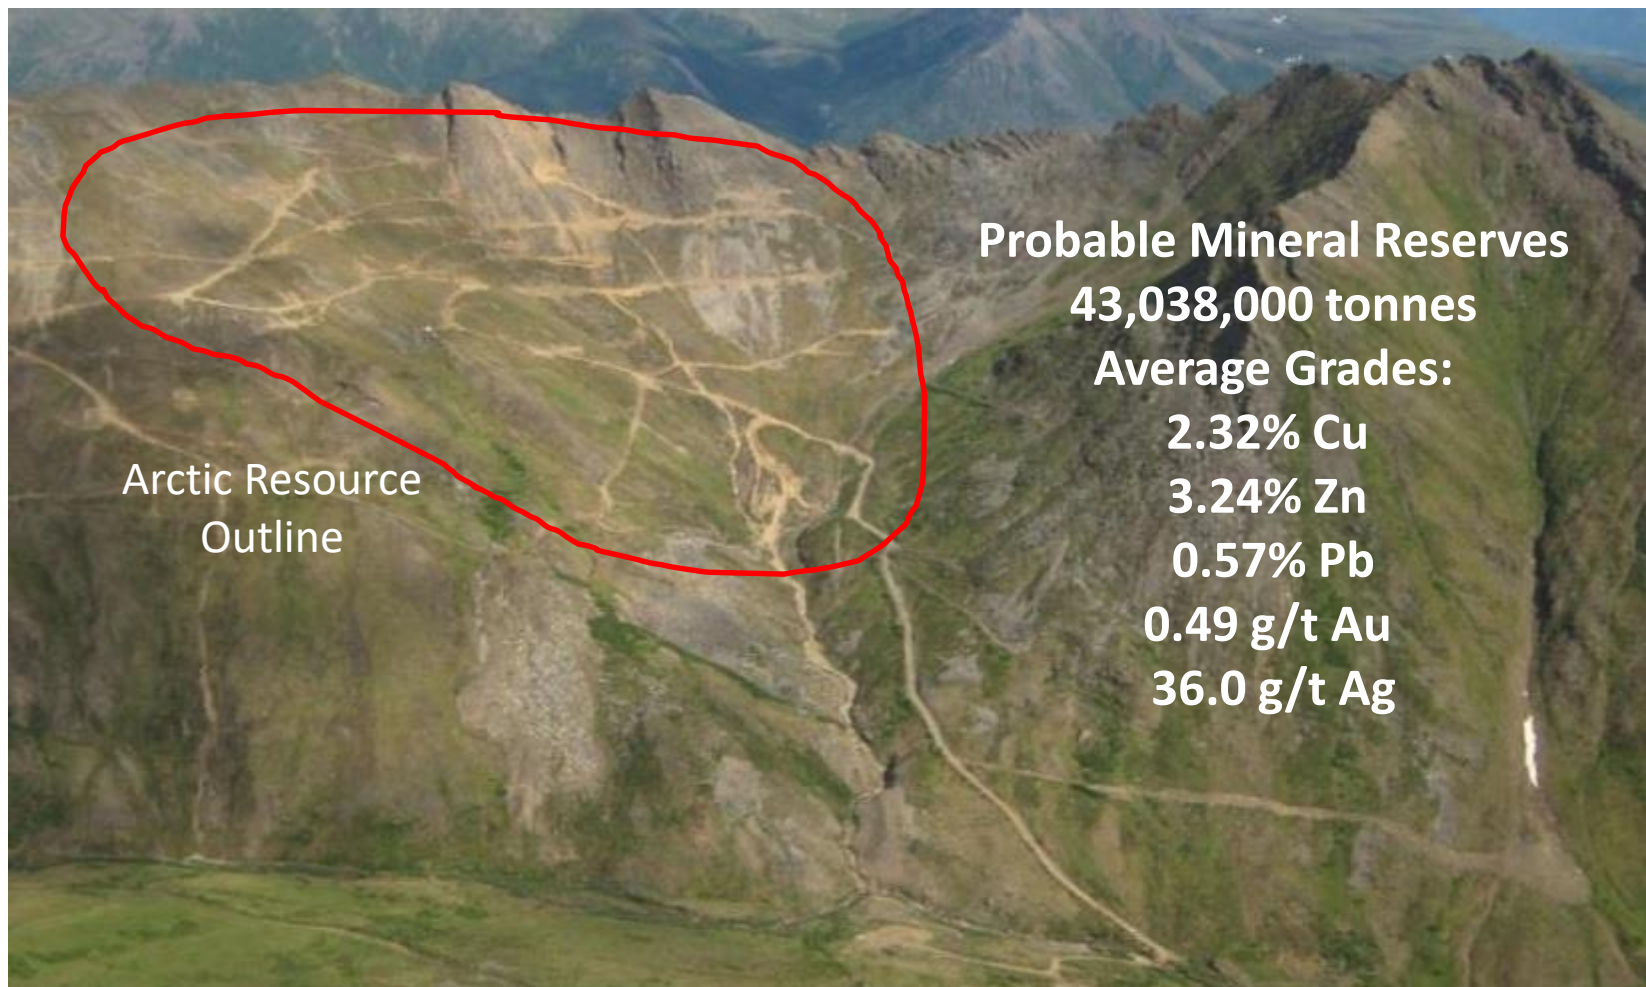 Arctic Resource
Outline
Probable Mineral Reserves
43,038,000 tonnes
Average Grades:
2.32% Cu
3.24% Zn
0.57% Pb
0.49 g/t Au
36.0 g/t Ag